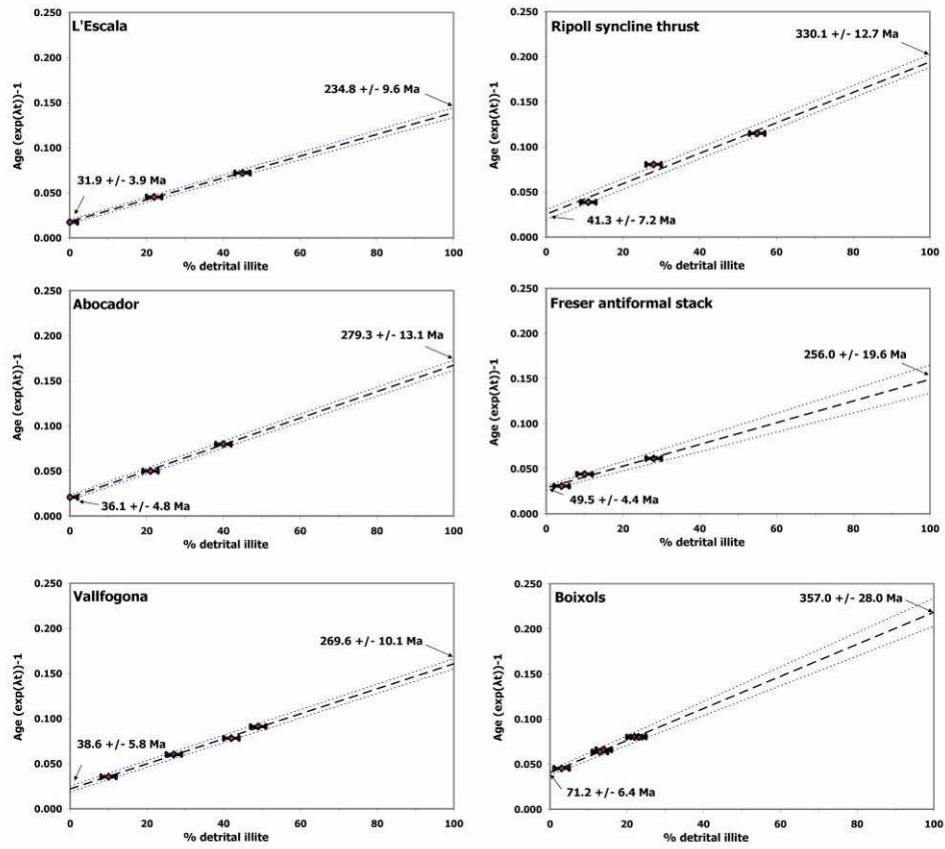 L'Escala
Age (exp(λt))-1
0.250
0.200
0.150
0.100
0.050
0.000
234.8 +/- 9.6 Ma
31.9 +/- 3.9 Ma
0 20 40 60 80 100
% detrital illite
Ripoll syncline thrust
Age (exp(λt))-1
0.250
0.200
0.150
0.100
0.050
0.000
330.1 +/- 12.7 Ma
41.3 +/- 7.2 Ma
0 20 40 60 80 100
% detrital illite
Abocador
Age (exp(λt))-1
0.250
0.200
0.150
0.100
0.050
0.000
279.3 +/- 13.1 Ma
36.1 +/- 4.8 Ma
0 20 40 60 80 100
% detrital illite
Freser antiformal stack
Age (exp(λt))-1
0.250
0.200
0.150
0.100
0.050
0.000
256.0 +/- 19.6 Ma
49.5 +/- 4.4 Ma
0 20 40 60 80 100
% detrital illite
Vallfogona
Age (exp(λt))-1
0.250
0.200
0.150
0.100
0.050
0.000
269.6 +/- 10.1 Ma
38.6 +/- 5.8 Ma
0 20 40 60 80 100
% detrital illite
Boixols
Age (exp(λt))-1
0.250
0.200
0.150
0.100
0.050
0.000
357.0 +/- 28.0 Ma
71.2 +/- 6.4 Ma
0 20 40 60 80 100
% detrital illite